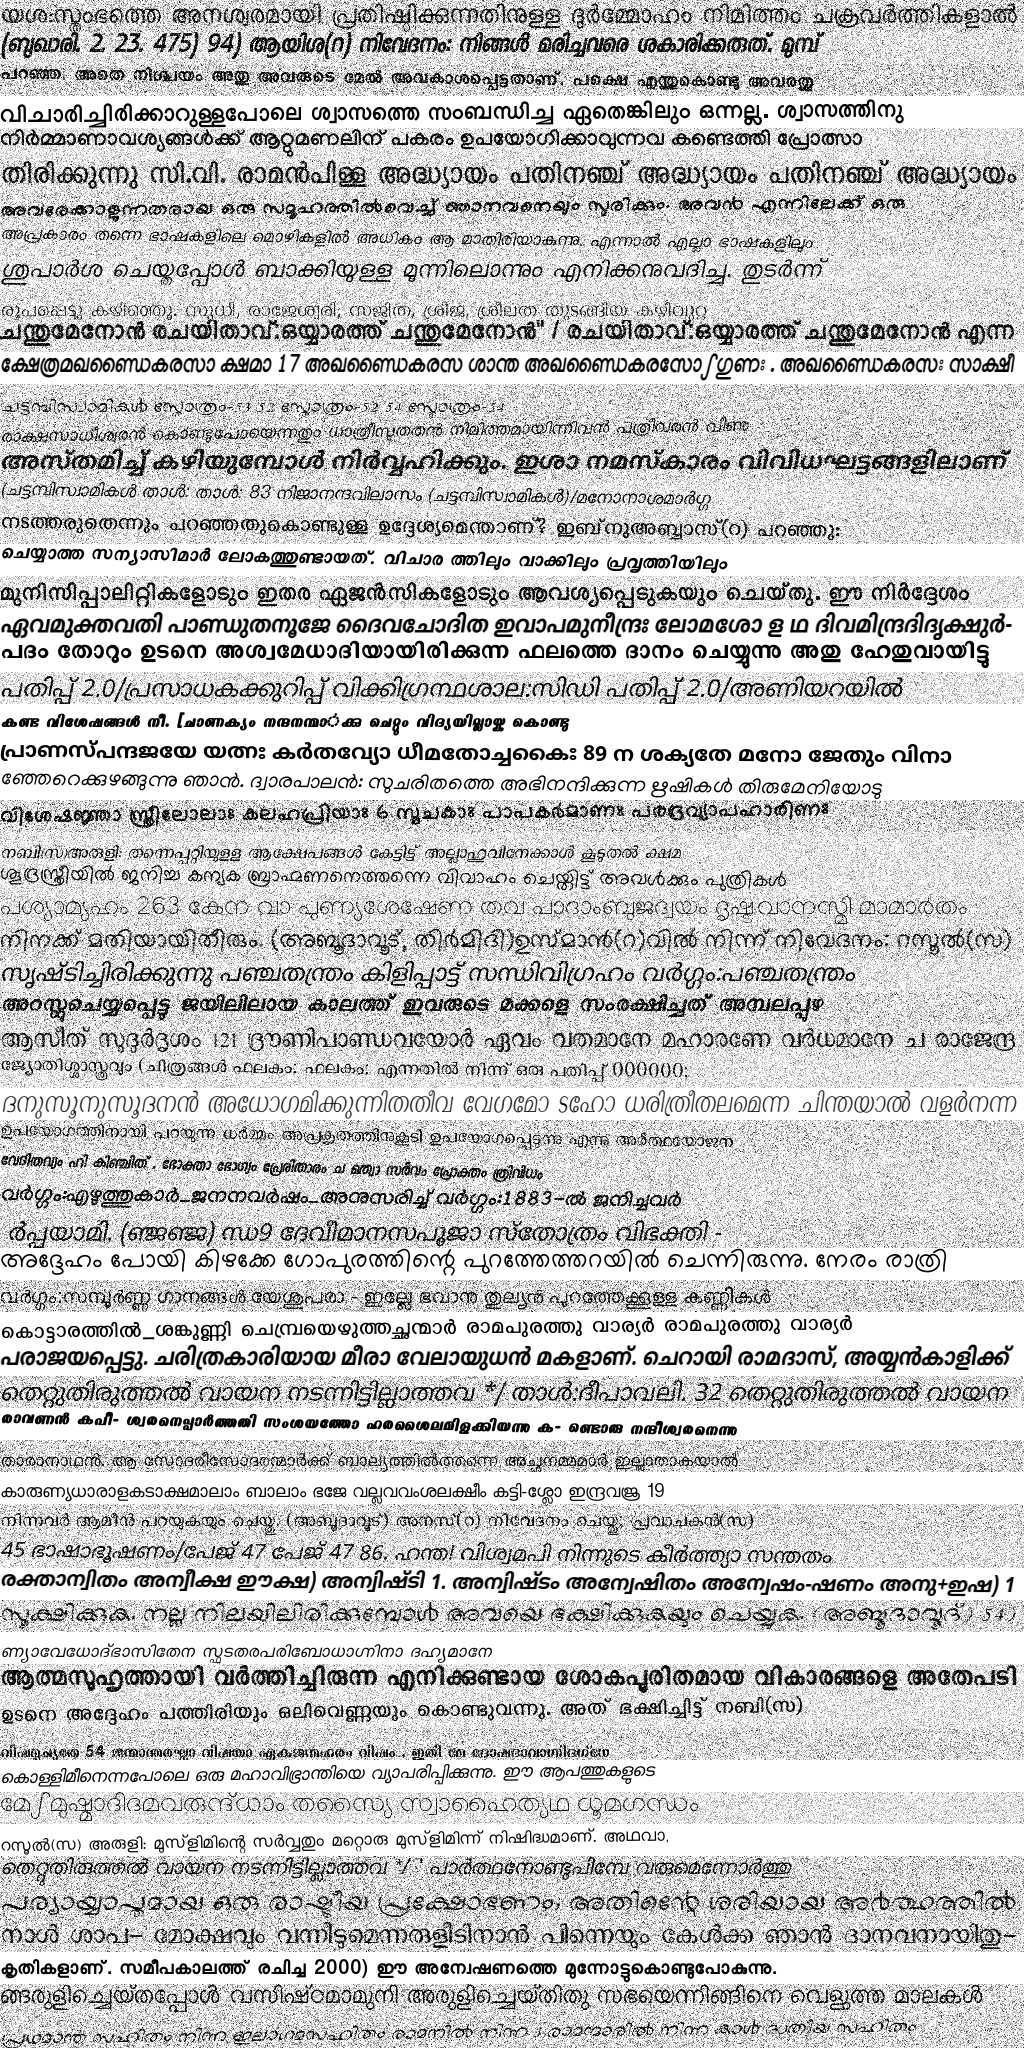 യശഃസ്തംഭത്തെ അനശ്വരമായി പ്രതിഷ്ഠിക്കുന്നതിനുള്ള ദുർമ്മോഹം നിമിത്തം ചക്രവർത്തികളാൽ
(ബുഖാരി. 2. 23. 475) 94) ആയിശ(റ) നിവേദനം: നിങ്ങൾ മരിച്ചവരെ ശകാരിക്കരുത്. മുമ്പ്
പറഞ്ഞു. അതെ നിശ്ചയം അതു അവരുടെ മേൽ അവകാശപ്പെട്ടതാണ്. പക്ഷെ എന്തുകൊണ്ടു അവരതു
വിചാരിച്ചിരിക്കാറുള്ളപോലെ ശ്വാസത്തെ സംബന്ധിച്ച ഏതെങ്കിലും ഒന്നല്ല. ശ്വാസത്തിനു
നിർമ്മാണാവശ്യങ്ങൾക്ക് ആറ്റുമണലിന് പകരം ഉപയോഗിക്കാവുന്നവ കണ്ടെത്തി പ്രോത്സാ
തിരിക്കുന്നു സി.വി. രാമൻപിള്ള അദ്ധ്യായം പതിനഞ്ച് അദ്ധ്യായം പതിനഞ്ച് അദ്ധ്യായം
അവരേക്കാളുന്നതരായ ഒരു സമൂഹത്തിൽവെച്ച് ഞാനവനെയും സ്മരിക്കും. അവൻ എന്നിലേക്ക് ഒരു
അപ്രകാരം തന്നെ ഭാഷകളിലെ മൊഴികളിൽ അധികം ആ മാതിരിയാകുന്നു. എന്നാൽ എല്ലാ ഭാഷകളിലും
ശുപാർശ ചെയ്തപ്പോൾ ബാക്കിയുള്ള മൂന്നിലൊന്നും എനിക്കനുവദിച്ചു. തുടർന്ന്
രൂപപ്പെട്ടു കഴിഞ്ഞു. സുധി, രാജേശ്വരി, സജിത, ശ്രീജ, ശ്രീലത തുടങ്ങിയ കഴിവുറ്റ
ചന്തുമേനോൻ രചയിതാവ്:ഒയ്യാരത്ത് ചന്തുമേനോൻ" / രചയിതാവ്:ഒയ്യാരത്ത് ചന്തുമേനോൻ എന്ന
ക്ഷേത്രമഖണ്ഡൈകരസാ ക്ഷമാ 17 അഖണ്ഡൈകരസ ശാന്ത അഖണ്ഡൈകരസോഽഗുണഃ . അഖണ്ഡൈകരസഃ സാക്ഷീ
ചട്ടമ്പിസ്വാമികൾ സ്തോത്രം-53 52 സ്തോത്രം-52 54 സ്തോത്രം-54
രാക്ഷസാധീശ്വരൻ കൊണ്ടുപോയെന്നതും ധാത്രീസുതതൻ നിമിത്തമായിന്നിവൻ പത്രിവരൻ വീണു
അസ്തമിച്ച് കഴിയുമ്പോൾ നിർവ്വഹിക്കും. ഇശാ നമസ്കാരം വിവിധഘട്ടങ്ങളിലാണ്
(ചട്ടമ്പിസ്വാമികൾ താൾ: താൾ: 83 നിജാനന്ദവിലാസം (ചട്ടമ്പിസ്വാമികൾ)/മനോനാശമാർഗ്ഗ
നടത്തരുതെന്നും പറഞ്ഞതുകൊണ്ടുള്ള ഉദ്ദേശ്യമെന്താണ്? ഇബ്നുഅബ്ബാസ്(റ) പറഞ്ഞു:
ചെയ്യാത്ത സന്യാസിമാർ ലോകത്തുണ്ടായത്. വിചാര ത്തിലും വാക്കിലും പ്രവൃത്തിയിലും
മുനിസിപ്പാലിറ്റികളോടും ഇതര ഏജൻസികളോടും ആവശ്യപ്പെടുകയും ചെയ്തു. ഈ നിർദ്ദേശം
ഏവമുക്തവതി പാണ്ഡുതനൂജേ ദൈവചോദിത ഇവാപമുനീന്ദ്രഃ ലോമശോ ള ഥ ദിവമിന്ദ്രദിദൃക്ഷുർ-
പദം തോറും ഉടനെ അശ്വമേധാദിയായിരിക്കുന്ന ഫലത്തെ ദാനം ചെയ്യുന്നു അതു ഹേതുവായിട്ടു
പതിപ്പ് 2.0/പ്രസാധകക്കുറിപ്പ് വിക്കിഗ്രന്ഥശാല:സിഡി പതിപ്പ് 2.0/അണിയറയിൽ
കണ്ട വിശേഷങ്ങൾ നീ. [ചാണക്യം നന്ദനന്മാർക്കു ചെറ്റും വിദ്യയില്ലായ്ക കൊണ്ടു
പ്രാണസ്പന്ദജയേ യത്നഃ കർതവ്യോ ധീമതോച്ചകൈഃ 89 ന ശക്യതേ മനോ ജേതും വിനാ
ഞ്ഞേറെക്കുഴങ്ങുന്നു ഞാൻ. ദ്വാരപാലൻ: സുചരിതത്തെ അഭിനന്ദിക്കുന്ന ഋഷികൾ തിരുമേനിയോടു
വിശേഷജ്ഞാ സ്ത്രീലോലാഃ കലഹപ്രിയാഃ 6 സൂചകാഃ പാപകർമാണഃ പരദ്രവ്യാപഹാരിണഃ
നബി(സ)അരുളി: തന്നെപ്പറ്റിയുള്ള ആക്ഷേപങ്ങൾ കേട്ടിട്ട് അല്ലാഹുവിനേക്കാൾ കൂടുതൽ ക്ഷമ
ശൂദ്രസ്ത്രീയിൽ ജനിച്ച കന്യക ബ്രാഹ്മണനെത്തന്നെ വിവാഹം ചെയ്തിട്ട് അവൾക്കും പുത്രികൾ
പശ്യാമ്യഹം 263 കേന വാ പുണ്യശേഷേണ തവ പാദാംബുജദ്വയം ദൃഷ്ടവാനസ്മി മാമാർതം
നിനക്ക് മതിയായിതീരും. (അബൂദാവൂട്, തിർമിദി)ഉസ്മാൻ(റ)വിൽ നിന്ന് നിവേദനം: റസൂൽ(സ)
സൃഷ്ടിച്ചിരിക്കുന്നു പഞ്ചതന്ത്രം കിളിപ്പാട്ട് സന്ധിവിഗ്രഹം വർഗ്ഗം:പഞ്ചതന്ത്രം
അറസ്റ്റുചെയ്യപ്പെട്ടു ജയിലിലായ കാലത്ത് ഇവരുടെ മക്കളെ സംരക്ഷിച്ചത് അമ്പലപ്പുഴ
ആസീത് സുദുർദൃശം 121 ദ്രൗണിപാണ്ഡവയോർ ഏവം വതമാനേ മഹാരണേ വർധമാനേ ച രാജേന്ദ്ര
ജ്യോതിശ്ശാസ്ത്രവും (ചിത്രങ്ങൾ ഫലകം: ഫലകം: എന്നതിൽ നിന്ന് ഒരു പതിപ്പ് 000000;
ദനുസൂനുസൂദനൻ അധോഗമിക്കുന്നിതതീവ വേഗമോ ടഹോ ധരിത്രീതലമെന്ന ചിന്തയാൽ വളർനന്ന
ഉപയോഗത്തിനായി പറയുന്നു ധർമ്മം അപ്രകൃതത്തിനുകൂടി ഉപയോഗപ്പെട്ടുന്നു എന്നു അർത്ഥയോജന
വേദിതവ്യം ഹി കിഞ്ചിത് . ഭോക്താ ഭോഗ്യം പ്രേരിതാരം ച മത്വാ സർവം പ്രോക്തം ത്രിവിധം
വർഗ്ഗം:എഴുത്തുകാർ_ജനനവർഷം_അനുസരിച്ച് വർഗ്ഗം:1883-ൽ ജനിച്ചവർ
ർപ്പയാമി, (ഞ്ജഞ്ജ) ന്ധ9 ദേവീമാനസപൂജാ സ്തോത്രം വിഭക്തി -
അദ്ദേഹം പോയി കിഴക്കേ ഗോപുരത്തിന്റെ പുറത്തേത്തറയിൽ ചെന്നിരുന്നു. നേരം രാത്രി
വർഗ്ഗം:സമ്പൂർണ്ണ ഗാനങ്ങൾ യേശുപരാ - ഇല്ലേ ഭവാനു തുല്യൻ പുറത്തേക്കുള്ള കണ്ണികൾ
കൊട്ടാരത്തിൽ_ശങ്കുണ്ണി ചെമ്പ്രയെഴുത്തച്ഛന്മാർ രാമപുരത്തു വാര്യർ രാമപുരത്തു വാര്യർ
പരാജയപ്പെട്ടു. ചരിത്രകാരിയായ മീരാ വേലായുധൻ മകളാണ്. ചെറായി രാമദാസ്, അയ്യൻകാളിക്ക്
തെറ്റുതിരുത്തൽ വായന നടന്നിട്ടില്ലാത്തവ */ താൾ:ദീപാവലി. 32 തെറ്റുതിരുത്തൽ വായന
രാവണൻ കപീ- ശ്വരനെപ്പാർത്തതി സംശയത്തോ ഹരശൈലമിളക്കിയന്നു ക- ണ്ടൊരു നന്ദീശ്വരനെന്നു
താരാനാഥൻ. ആ സോദരീസോദരന്മാർക്ക് ബാല്യത്തിൽത്തന്നെ അച്ഛനമ്മമാർ ഇല്ലാതാകയാൽ
കാരുണ്യധാരാളകടാക്ഷമാലാം ബാലാം ഭജേ വല്ലവവംശലക്ഷ്മീം കട്ടി-ശ്ലോ ഇന്ദ്രവജ്ര 19
നിന്നവർ ആമീൻ പറയുകയും ചെയ്തു. (അബൂദാവൂട്) അനസ്(റ) നിവേദനം ചെയ്തു: പ്രവാചകൻ(സ)
45 ഭാഷാഭൂഷണം/പേജ് 47 പേജ് 47 86. ഹന്ത! വിശ്വമപി നിന്നുടെ കീർത്ത്യാ സന്തതം
രക്താന്വിതം അന്വീക്ഷ ഈക്ഷ) അന്വിഷ്ടി 1. അന്വിഷ്ടം അന്വേഷിതം അന്വേഷം-ഷണം അനു+ഇഷ) 1
സൂക്ഷിക്കുക. നല്ല നിലയിലിരിക്കുമ്പോൾ അവയെ ഭക്ഷിക്കുകയും ചെയ്യുക. (അബൂദാവൂദ്) 54)
ണ്യാവേധോദ്ഭാസിതേന സ്ഫുടതരപരിബോധാഗ്നിനാ ദഹ്യമാനേ
ആത്മസുഹൃത്തായി വർത്തിച്ചിരുന്ന എനിക്കുണ്ടായ ശോകപൂരിതമായ വികാരങ്ങളെ അതേപടി
ഉടനെ അദ്ദേഹം പത്തിരിയും ഒലിവെണ്ണയും കൊണ്ടുവന്നു. അത് ഭക്ഷിച്ചിട്ട് നബി(സ)
വിഷമുച്യതേ 54 ജന്മാന്തരഘ്നാ വിഷയാ ഏകജന്മഹരം വിഷം . ഇതി മേ ദോഷദാവാഗ്നിദഗ്ധേ
കൊള്ളിമീനെന്നപോലെ ഒരു മഹാവിഭ്രാന്തിയെ വ്യാപരിപ്പിക്കുന്നു. ഈ ആപത്തുകളുടെ
മേഽമുഷ്മാദിദമവരുന്ദ്ധാം തസ്യൈ സ്വാഹൈത്യഥ ധൂമഗന്ധം
റസൂൽ(സ) അരുളി: മുസ്ളിമിന്റെ സർവ്വതും മറ്റൊരു മുസ്ളിമിന്ന് നിഷിദ്ധമാണ്. അഥവാ,
തെറ്റുതിരുത്തൽ വായന നടന്നിട്ടില്ലാത്തവ */ ' പാർത്ഥനോണ്ടുപിമ്പേ വരുമെന്നോർത്തു
പര്യായ്യാപ്തമായ ഒരു രാഷ്ട്രീയ പ്രക്ഷോഭണം; അതിന്റെ ശരിയായ അർത്ഥത്തിൽ
നാൾ ശാപ- മോക്ഷവും വന്നിടുമെന്നരുളീടിനാൻ പിന്നെയും കേൾക്ക ഞാൻ ദാനവനായിതു-
കൃതികളാണ്. സമീപകാലത്ത് രചിച്ച 2000) ഈ അന്വേഷണത്തെ മുന്നോട്ടുകൊണ്ടുപോകുന്നു.
ങ്ങരുളിച്ചെയ്തപ്പോൾ വസിഷ്ഠമാമുനി അരുളിച്ചെയ്തിതു സഭയെന്നിങ്ങിനെ വെളുത്ത മാലകൾ
സഹിതം നിന്ന രാമനിൽ നിന്ന നിന്ന സഹിതം